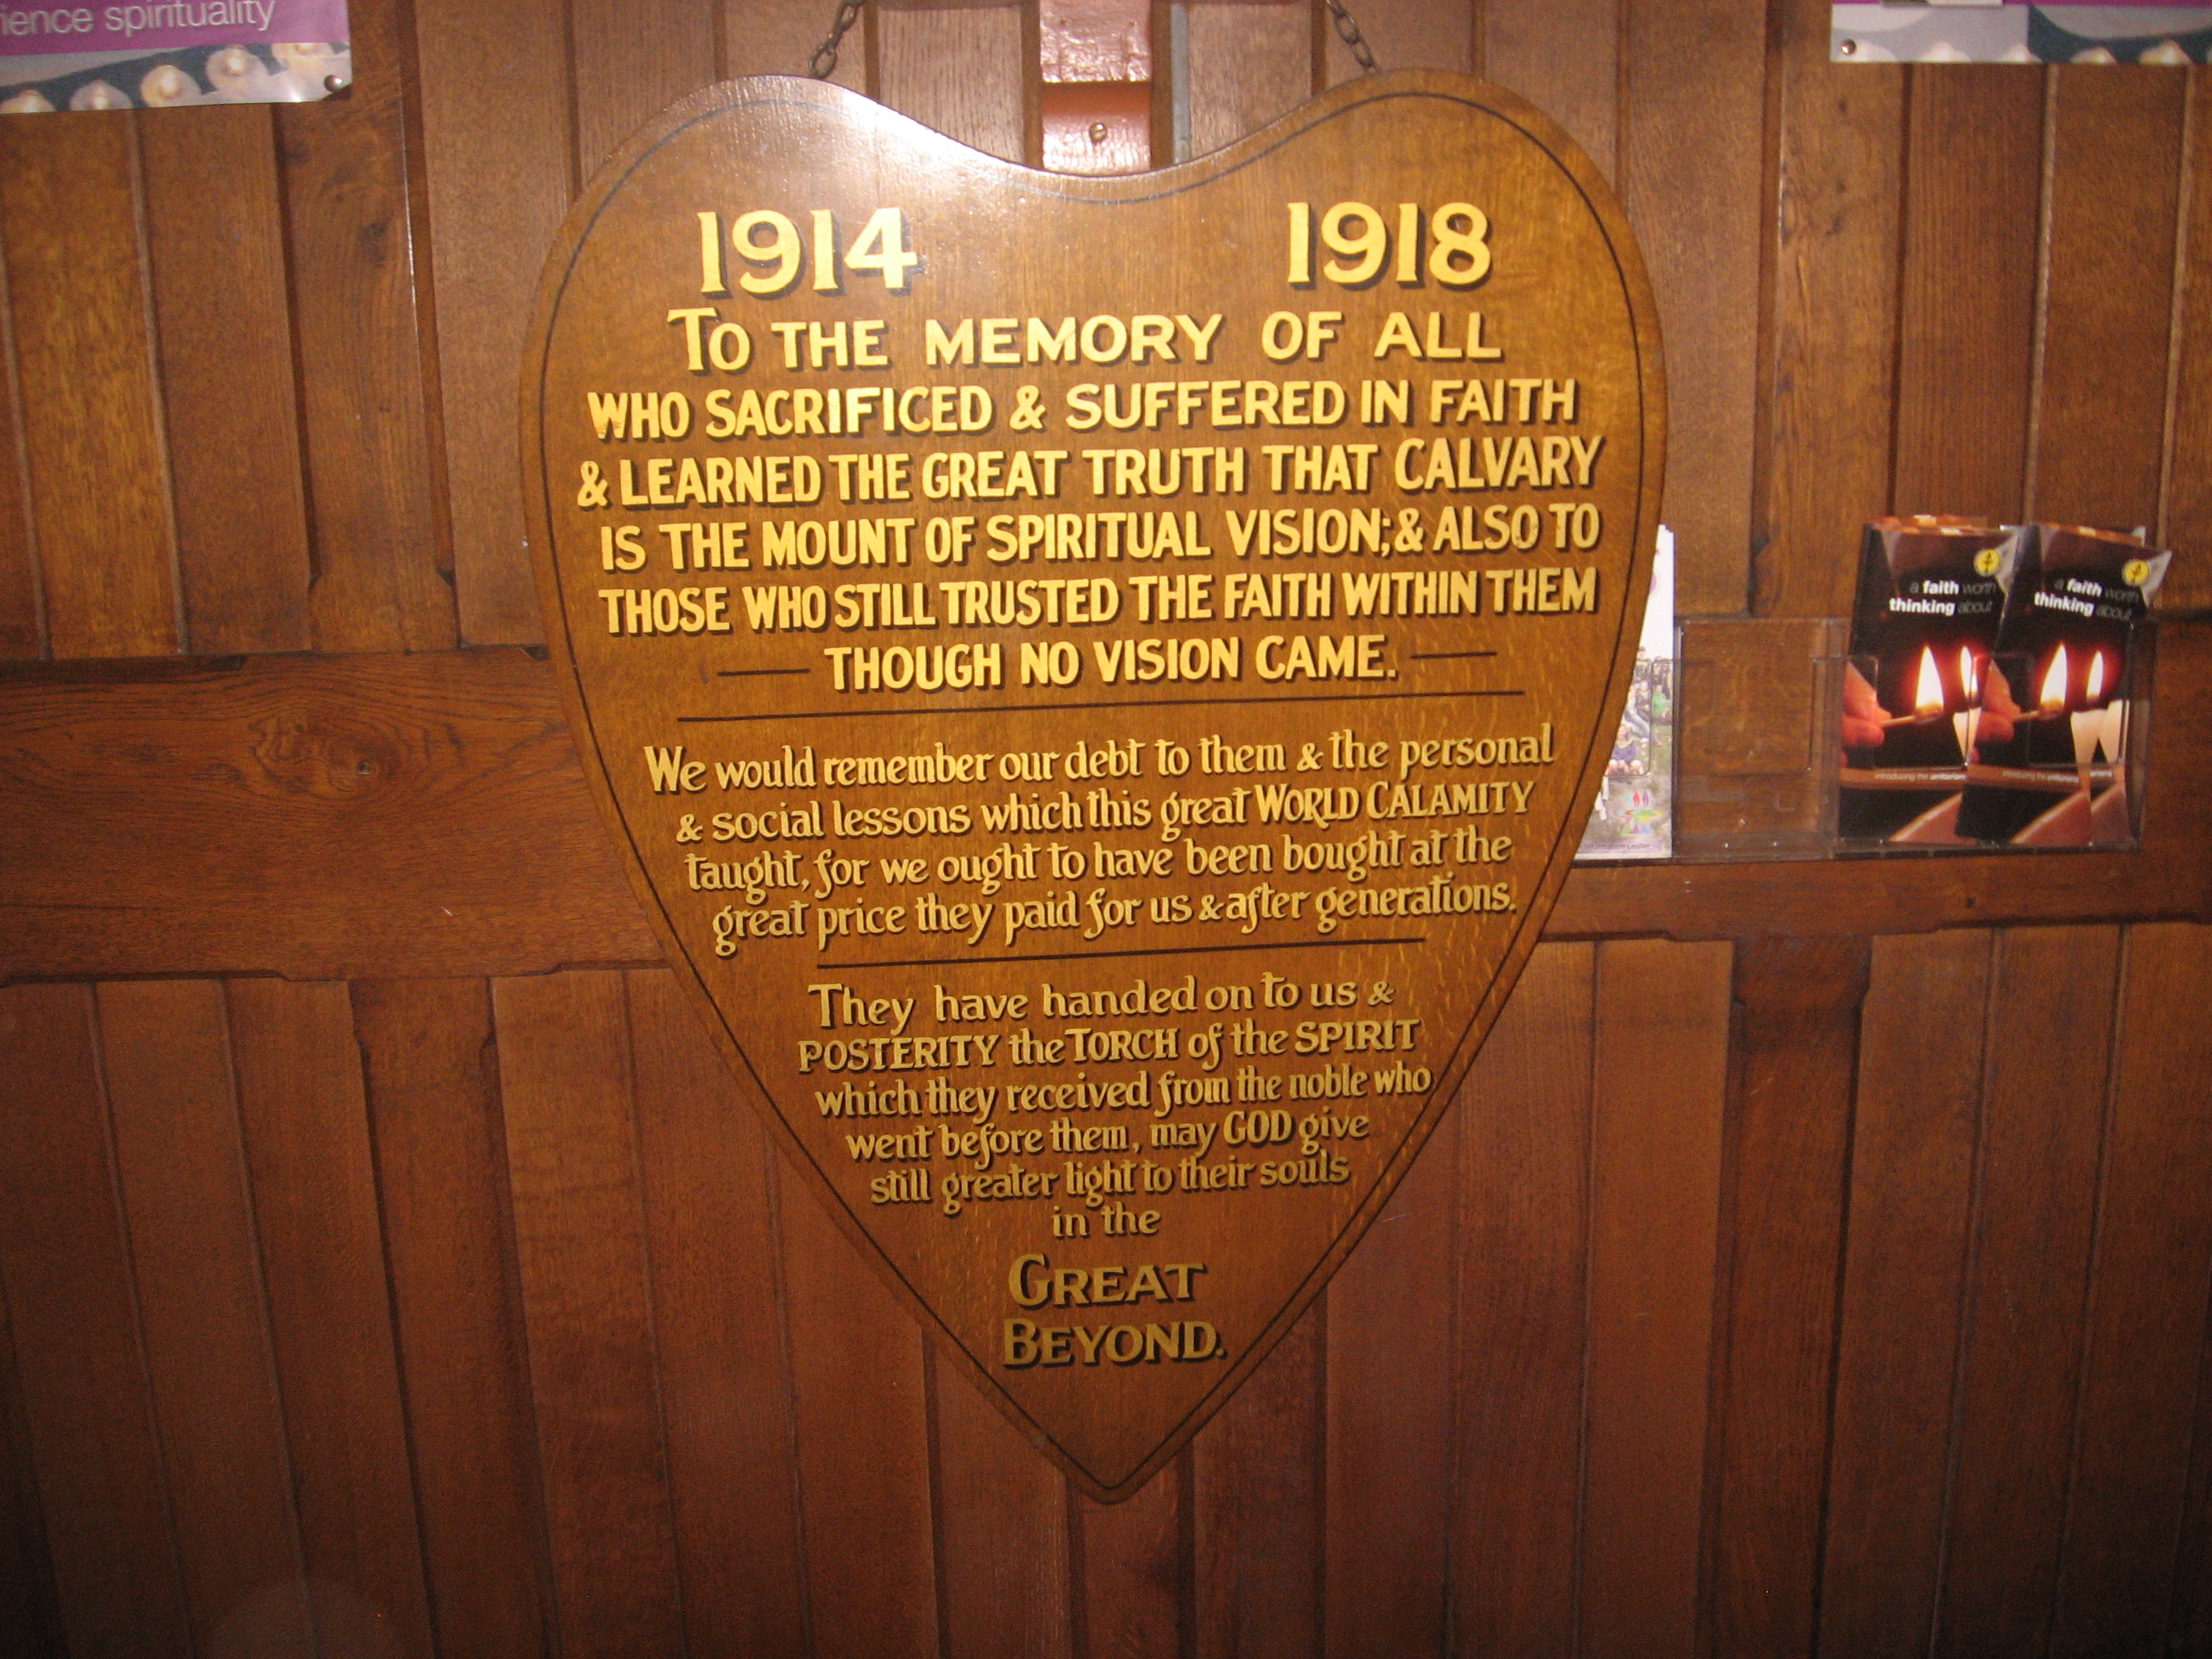 ience spirituality
1914 1918
To THE MEMORY OF ALL
WHO SACRIFICED & SUFFERED IN FAITH
& LEARNED THE GREAT TRUTH THAT CALVARY
IS THE MOUNT OF SPIRITUAL VISION; & ALSO TO
THOSE WHO STILL TRUSTED THE FAITH WITHIN THEM
THOUGH NO VISION CAME.
We would remember our debt to them & the personal
& social lessons which this great WORLD CALAMITY
taught, for we ought to have been bought at the
great price they paid for us & after generations.
They have handed on to us &
POSTERITY the TORCH of the SPIRIT
which they received from the noble who
went before them, may GOD give
still greater light to their souls
in the
GREAT
BEYOND.
a faith worth
thinking about
introducing the unitarians
a faith worth
thinking about
introducing the unitarians